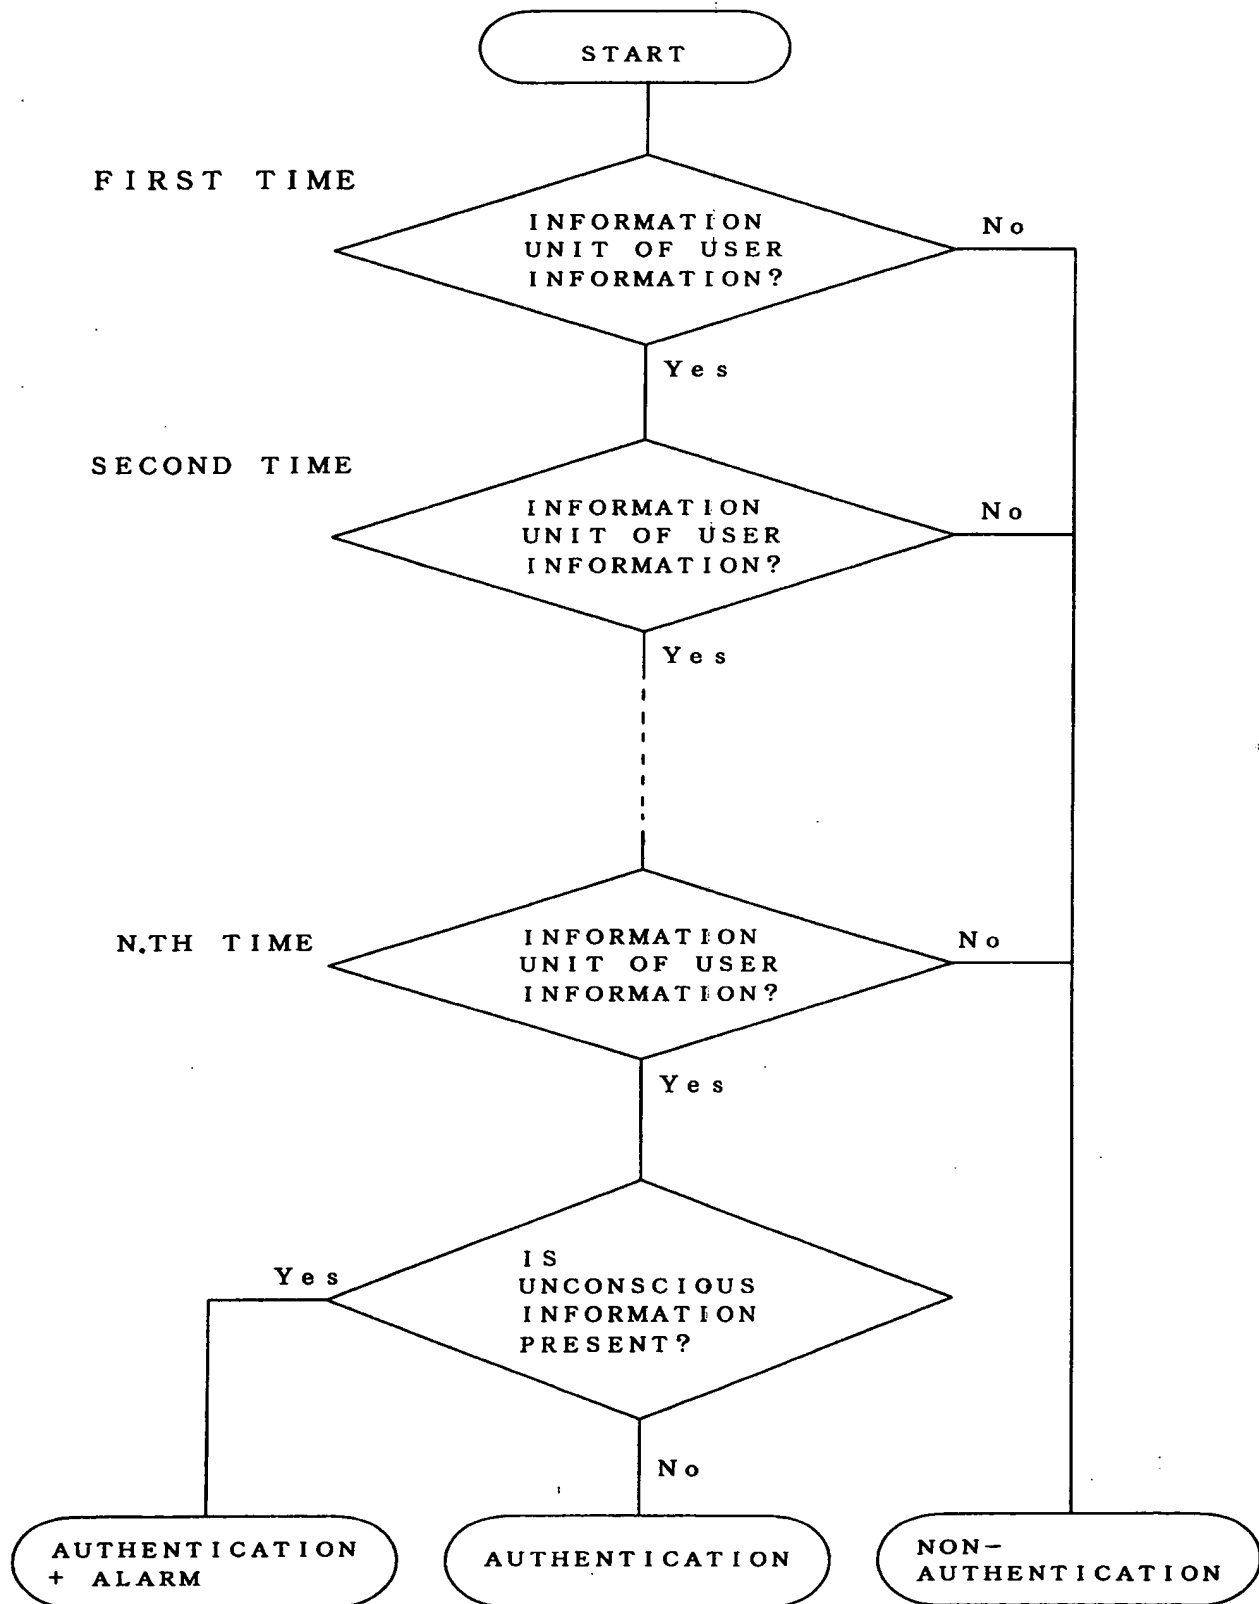 START
FIRST TIME
INFORMATION
UNIT OF USER
INFORMATION?
No
Yes
SECOND TIME
INFORMATION
UNIT OF USER
INFORMATION?
No
Yes
N.TH TIME
INFORMATION
UNIT OF USER
INFORMATION?
No
Yes
IS
UNCONSCIOUS
INFORMATION
PRESENT?
Yes
No
AUTHENTICATION
+ ALARM
AUTHENTICATION
NON-
AUTHENTICATION